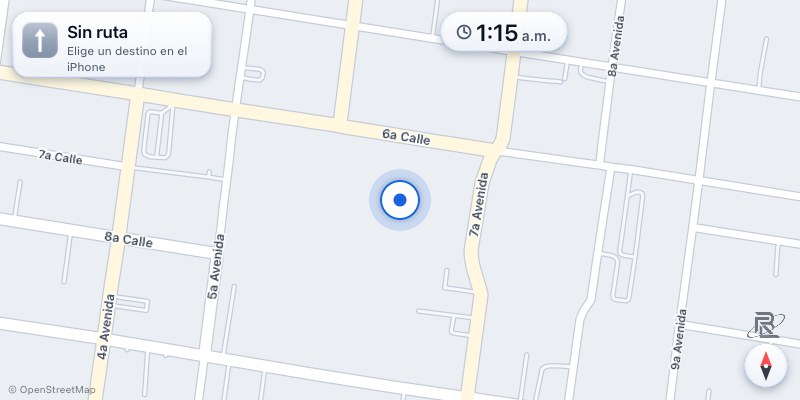 Sin ruta
Elige un destino en el
iPhone
1:15 a.m.
8a Avenida
6a Calle
7a Calle
7a Avenida
8a Calle
5a Avenida
4a Avenida
9a Avenida
R
© OpenStreetMap